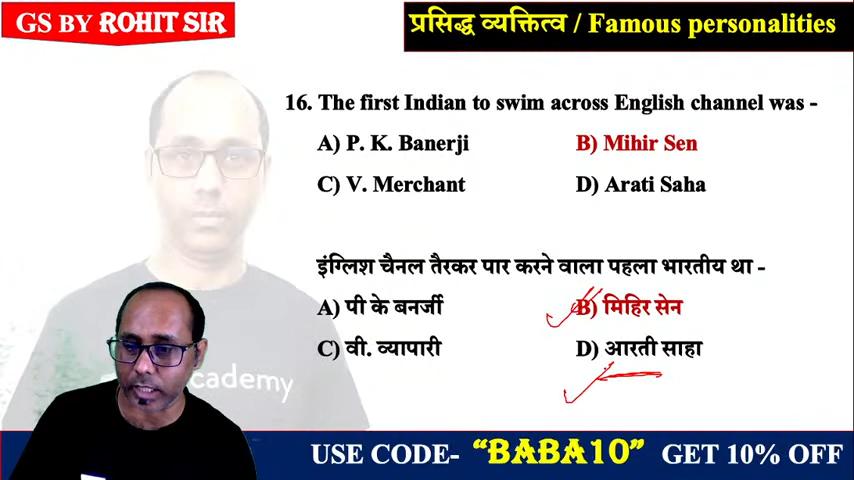 GS BY ROHIT SIR
प्रसिद्ध व्यक्तित्व / Famous personalities
16. The first Indian to swim across English channel was -
A) P. K. Banerji B) Mihir Sen
C) V. Merchant D) Arati Saha
इंग्लिश चैनल तैरकर पार करने वाला पहला भारतीय था -
A) पी के बनर्जी B) मिहिर सेन
C) वी. व्यापारी D) आरती साहा
cademy
USE CODE- “BABA10” GET 10% OFF